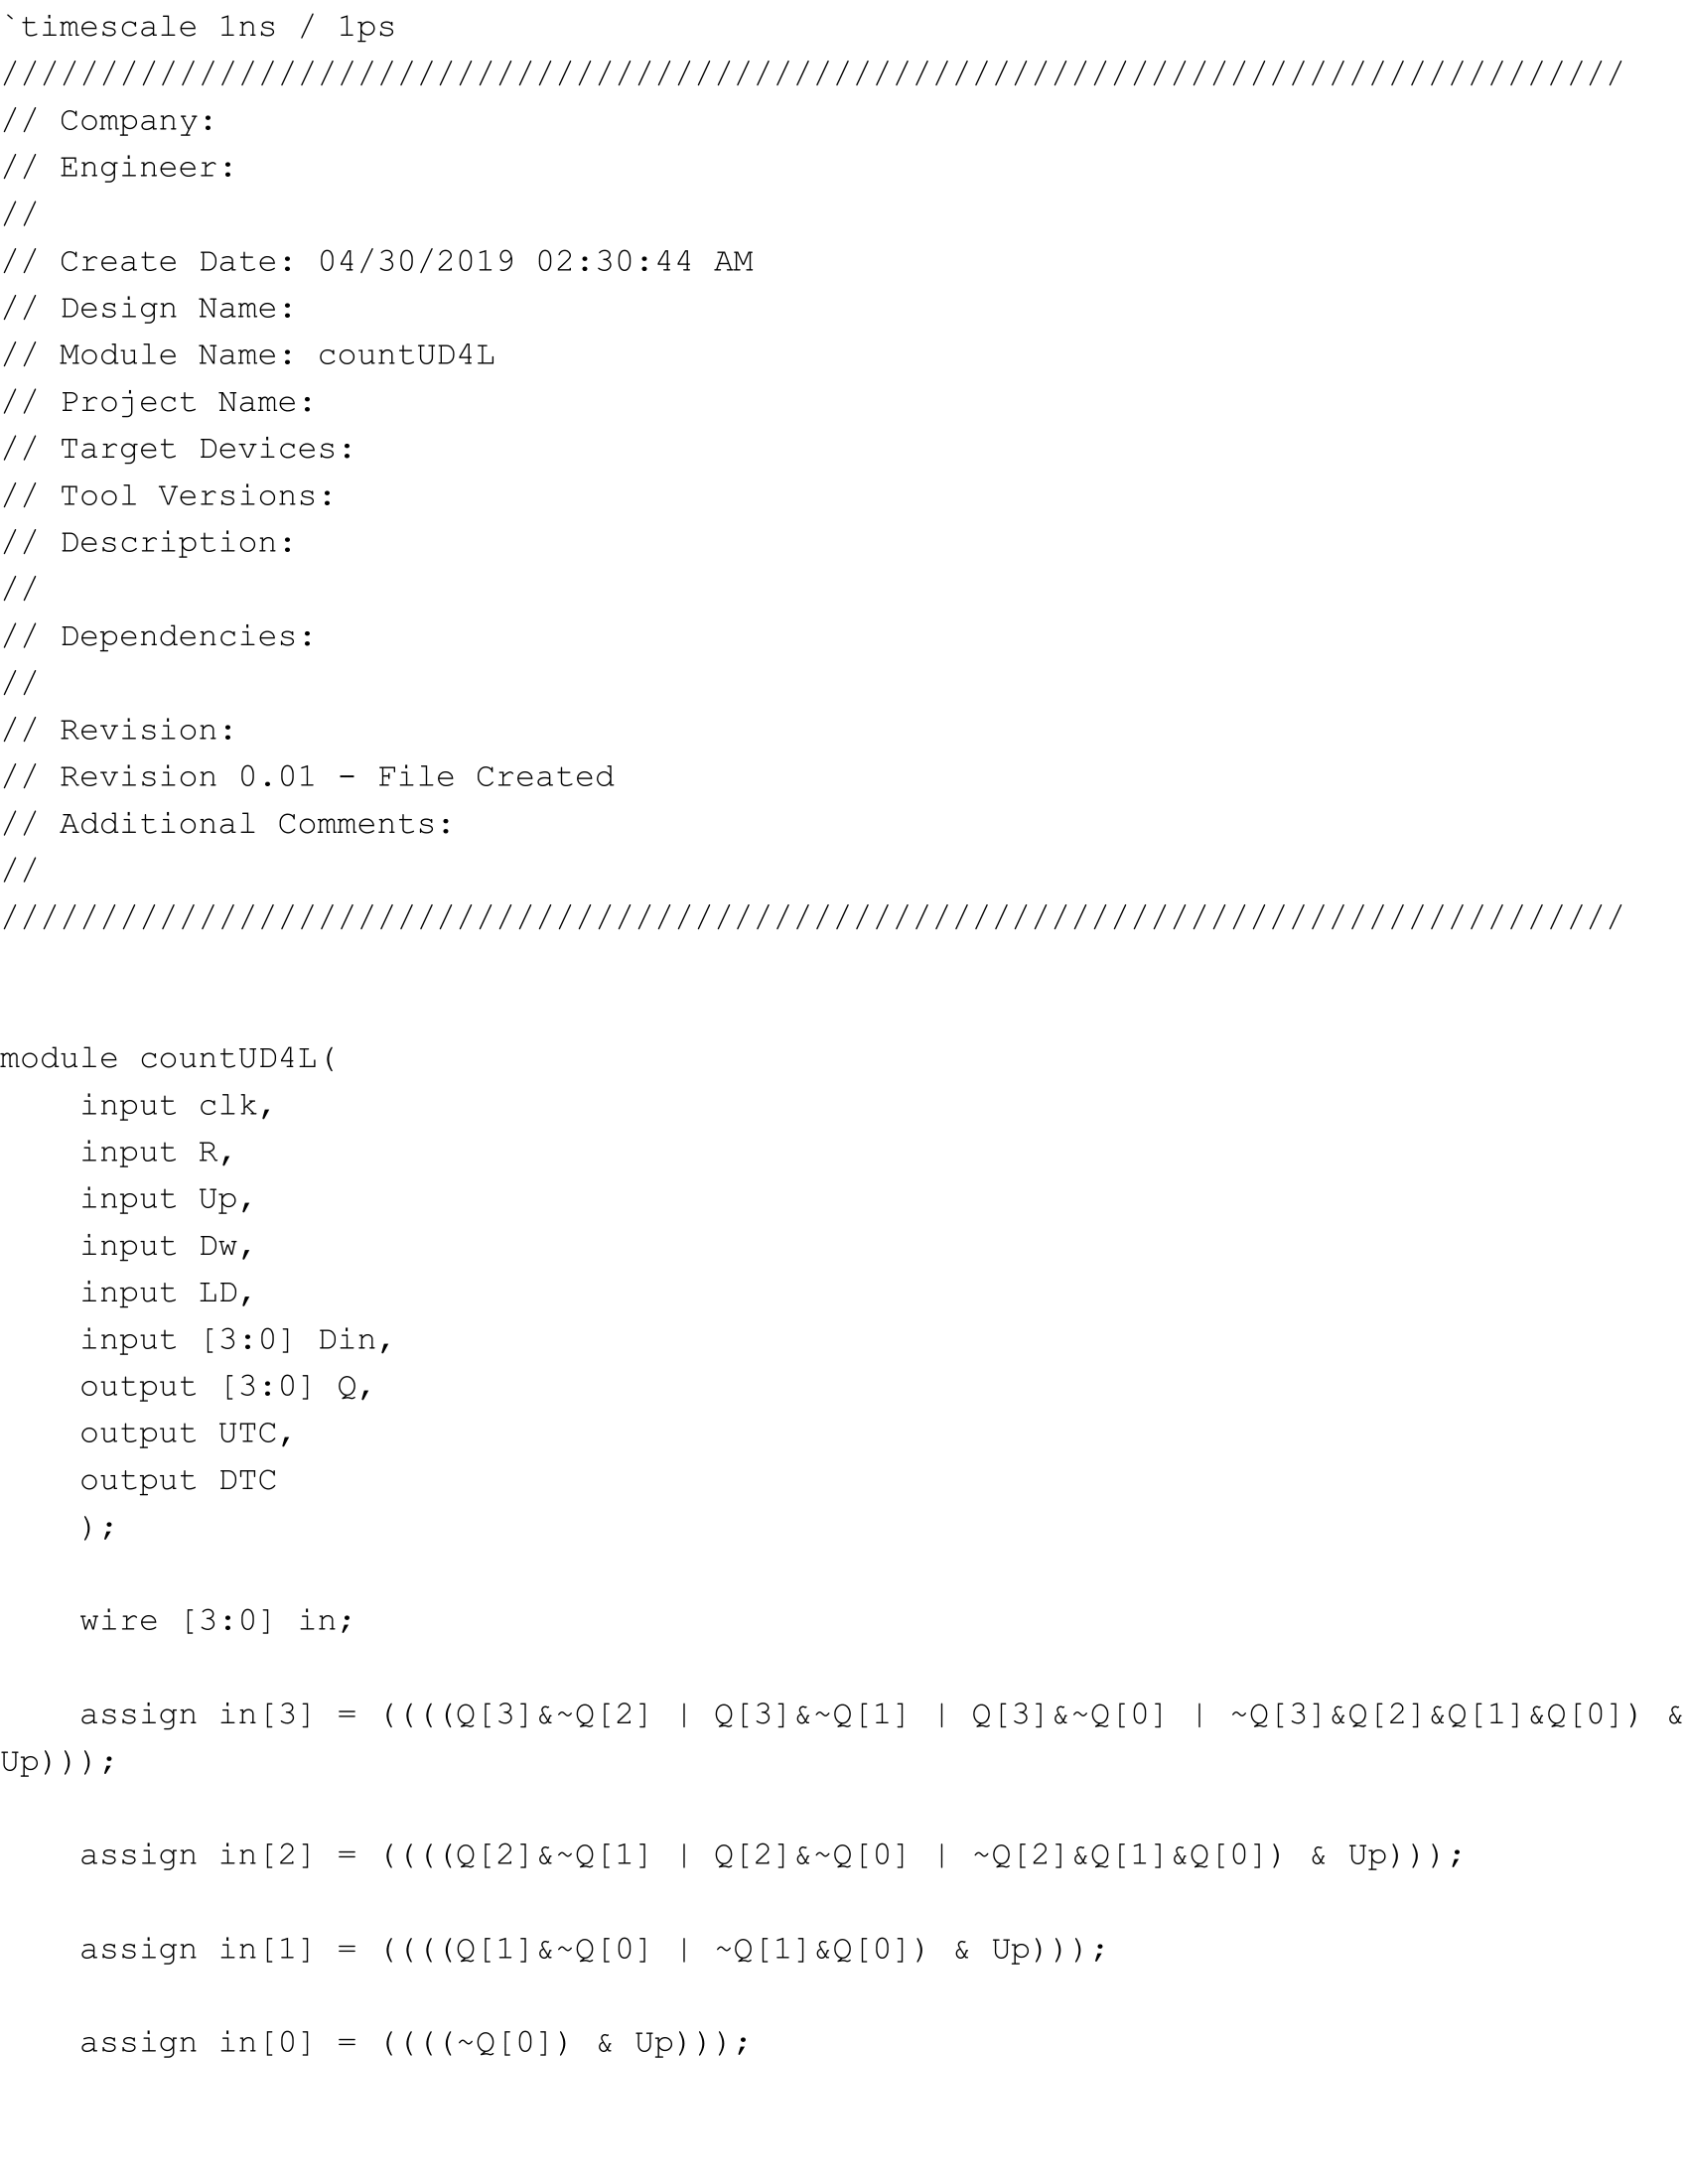 `timescale 1ns / 1ps
//////////////////////////////////////////////////////////////////////////////////
// Company:
// Engineer:
//
// Create Date: 04/30/2019 02:30:44 AM
// Design Name:
// Module Name: countUD4L
// Project Name:
// Target Devices:
// Tool Versions:
// Description:
//
// Dependencies:
//
// Revision:
// Revision 0.01 - File Created
// Additional Comments:
//
//////////////////////////////////////////////////////////////////////////////////
module countUD4L(
    input clk,
    input R,
    input Up,
    input Dw,
    input LD,
    input [3:0] Din,
    output [3:0] Q,
    output UTC,
    output DTC
    );
    wire [3:0] in;
    assign in[3] = ((((Q[3]&~Q[2] | Q[3]&~Q[1] | Q[3]&~Q[0] | ~Q[3]&Q[2]&Q[1]&Q[0]) &
Up)));
    assign in[2] = ((((Q[2]&~Q[1] | Q[2]&~Q[0] | ~Q[2]&Q[1]&Q[0]) & Up)));
    assign in[1] = ((((Q[1]&~Q[0] | ~Q[1]&Q[0]) & Up)));
    assign in[0] = ((((~Q[0]) & Up)));